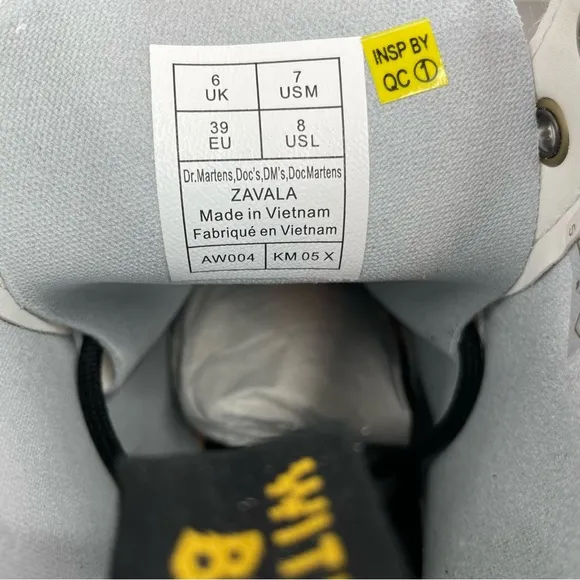 6 7
UK USM
39 8
EU USL
Dr.Martens,Doc's,DM's,DocMartens
ZAVALA
Made in Vietnam
Fabriqué en Vietnam
AW004 KM 05 X
INSP BY
QC ①